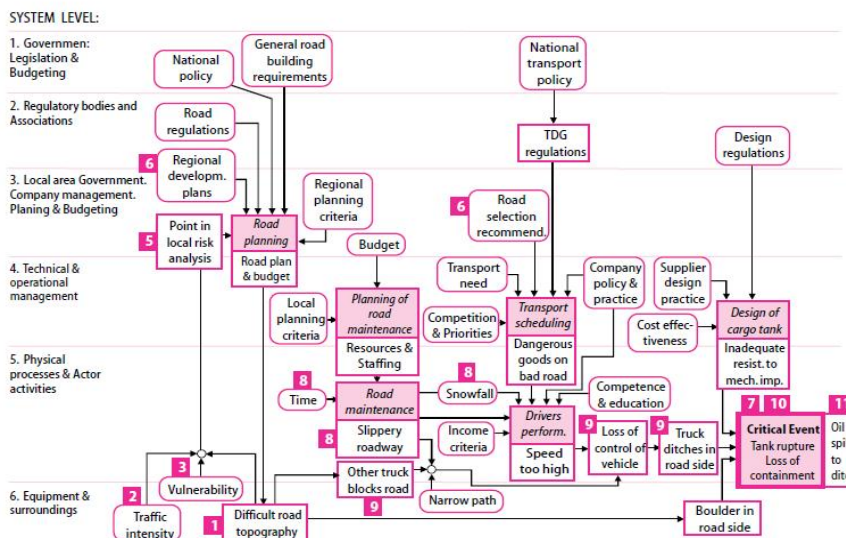 SYSTEM LEVEL:
1. Governmen:
Legislation &
Budgeting
National
policy
General road
building
requirements
National
transport
policy
2. Regulatory bodies and
Associations
Road
regulations
TDG
regulations
Design
regulations
6
Regional
developm.
plans
3. Local area Government.
Company management.
Planing & Budgeting
5
Point in
local risk
analysis
Road
planning
Road plan
& budget
Regional
planning
criteria
Budget
6
Road
selection
recommend.
4. Technical &
operational
management
Local
planning
criteria
Planning of
road
maintenance
Resources &
Staffing
Transport
need
Competition
& Priorities
Transport
scheduling
Dangerous
goods on
bad road
Company
policy &
practice
Supplier
design
practice
Cost effec-
tiveness
Design of
cargo tank
Inadequate
resist. to
mech. imp.
5. Physical
processes & Actor
activities
8
Time
Road
maintenance
Slippery
roadway
8
8
Snowfall
Income
criteria
Drivers
perform.
Speed
too high
Competence
& education
9
Loss of
control of
vehicle
9
Truck
ditches in
road side
7 10
Critical Event
Tank rupture
Loss of
containment
11
Oil
spi
to
dit
3
Vulnerability
Other truck
blocks road
9
Narrow path
6. Equipment &
surroundings
2
Traffic
intensity
1
Difficult road
topography
Boulder in
road side